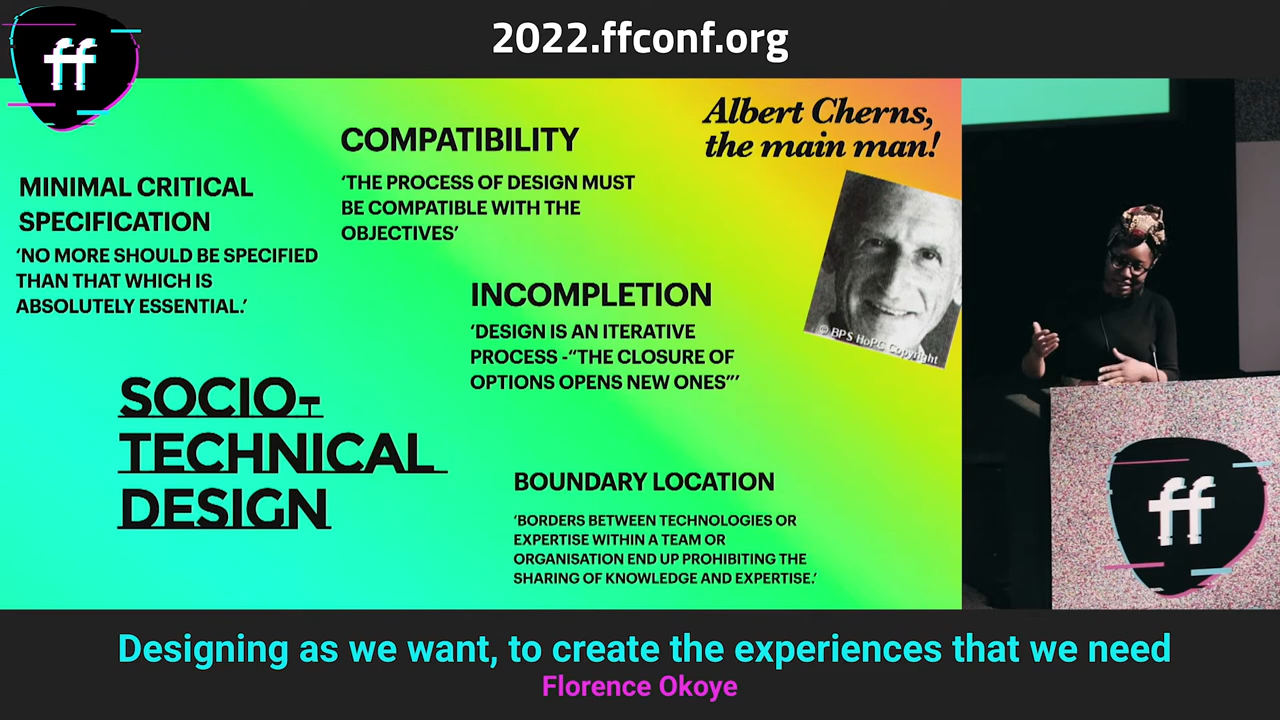 2022.ffconf.org
ff
Albert Cherns,
the main man!
COMPATIBILITY
‘THE PROCESS OF DESIGN MUST
BE COMPATIBLE WITH THE
OBJECTIVES’
MINIMAL CRITICAL
SPECIFICATION
‘NO MORE SHOULD BE SPECIFIED
THAN THAT WHICH IS
ABSOLUTELY ESSENTIAL.’
INCOMPLETION
‘DESIGN IS AN ITERATIVE
PROCESS -“THE CLOSURE OF
OPTIONS OPENS NEW ONES”’
© BPS HoPC Copyright
SOCIO-
TECHNICAL
DESIGN
BOUNDARY LOCATION
‘BORDERS BETWEEN TECHNOLOGIES OR
EXPERTISE WITHIN A TEAM OR
ORGANISATION END UP PROHIBITING THE
SHARING OF KNOWLEDGE AND EXPERTISE.’
ff
Designing as we want, to create the experiences that we need
Florence Okoye